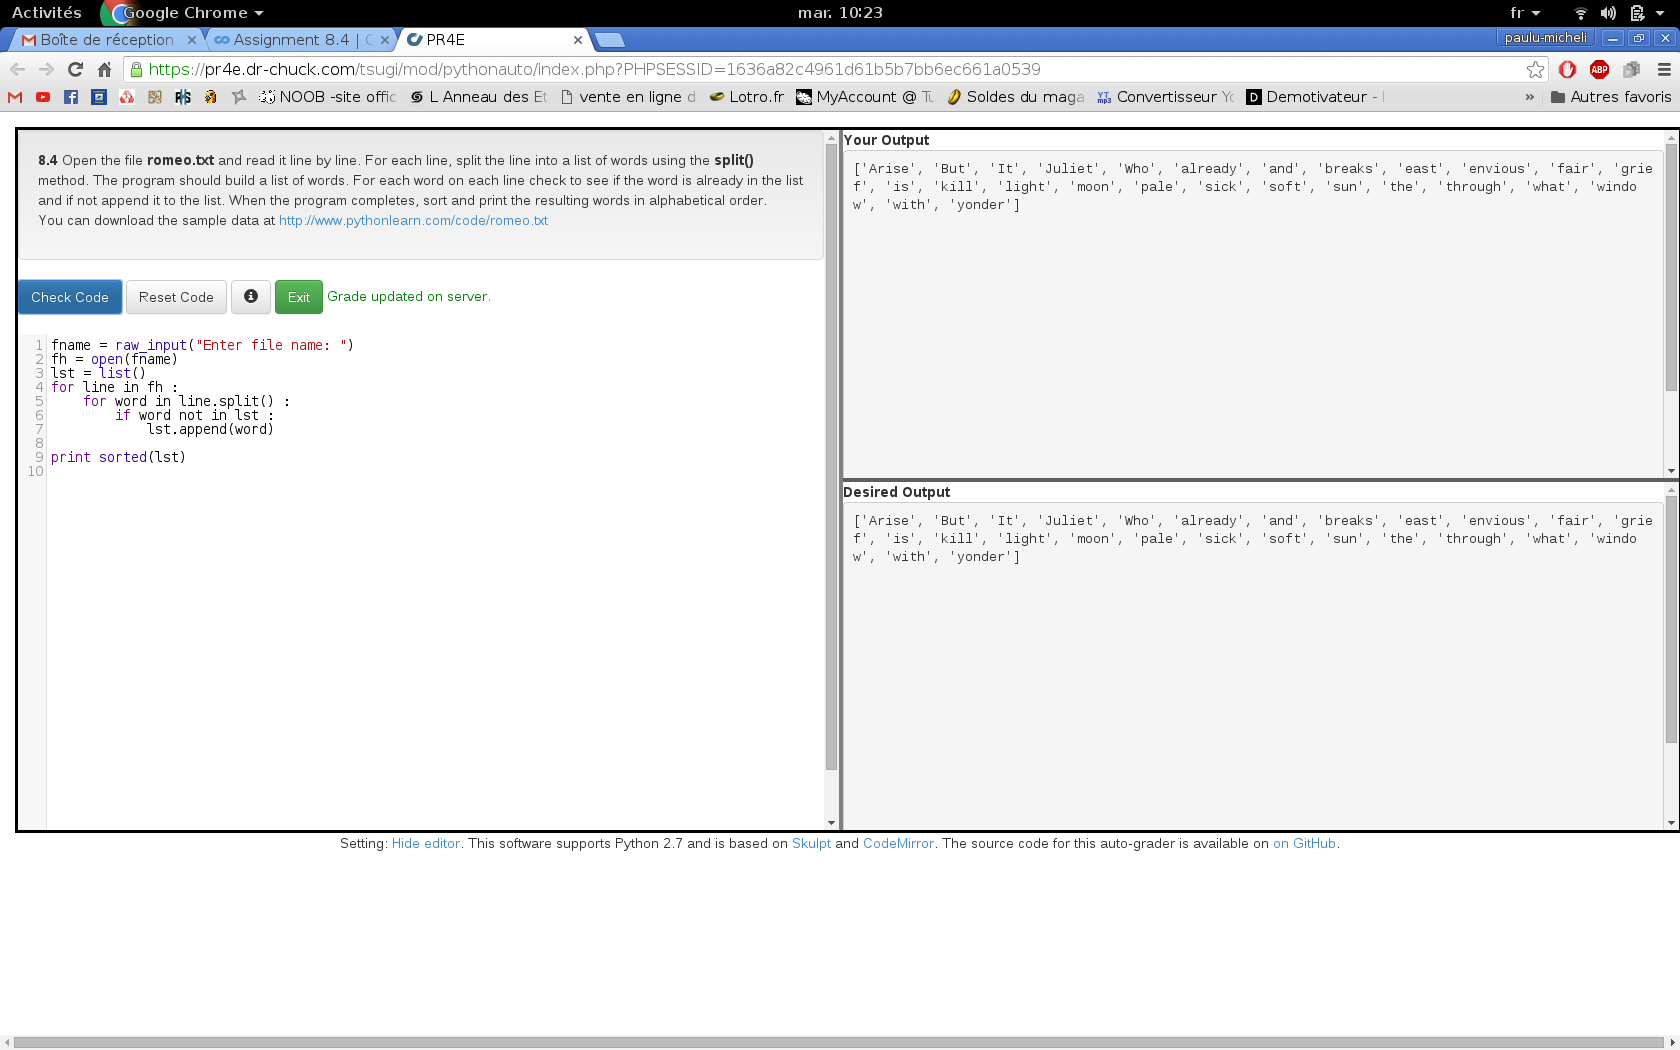 Activités Google Chrome mar. 10:23 fr
Boîte de réception Assignment 8.4 | C PR4E paulu-micheli
https://pr4e.dr-chuck.com/tsugi/mod/pythonauto/index.php?PHPSESSID=1636a82c4961d61b5b7bb6ec661a0539 ABP
NOOB -site offic L Anneau des Et vente en ligne d Lotro.fr MyAccount @ Tu Soldes du maga Convertisseur Yo Demotivateur - » Autres favoris
8.4 Open the file romeo.txt and read it line by line. For each line, split the line into a list of words using the split()
method. The program should build a list of words. For each word on each line check to see if the word is already in the list
and if not append it to the list. When the program completes, sort and print the resulting words in alphabetical order.
You can download the sample data at http://www.pythonlearn.com/code/romeo.txt
Check Code Reset Code Exit Grade updated on server.
1 fname = raw_input("Enter file name: ")
2 fh = open(fname)
3 lst = list()
4 for line in fh :
5 for word in line.split() :
6 if word not in lst :
7 lst.append(word)
8
9 print sorted(lst)
10
Your Output
['Arise', 'But', 'It', 'Juliet', 'Who', 'already', 'and', 'breaks', 'east', 'envious', 'fair', 'grie
f', 'is', 'kill', 'light', 'moon', 'pale', 'sick', 'soft', 'sun', 'the', 'through', 'what', 'windo
w', 'with', 'yonder']
Desired Output
['Arise', 'But', 'It', 'Juliet', 'Who', 'already', 'and', 'breaks', 'east', 'envious', 'fair', 'grie
f', 'is', 'kill', 'light', 'moon', 'pale', 'sick', 'soft', 'sun', 'the', 'through', 'what', 'windo
w', 'with', 'yonder']
Setting: Hide editor. This software supports Python 2.7 and is based on Skulpt and CodeMirror. The source code for this auto-grader is available on on GitHub.